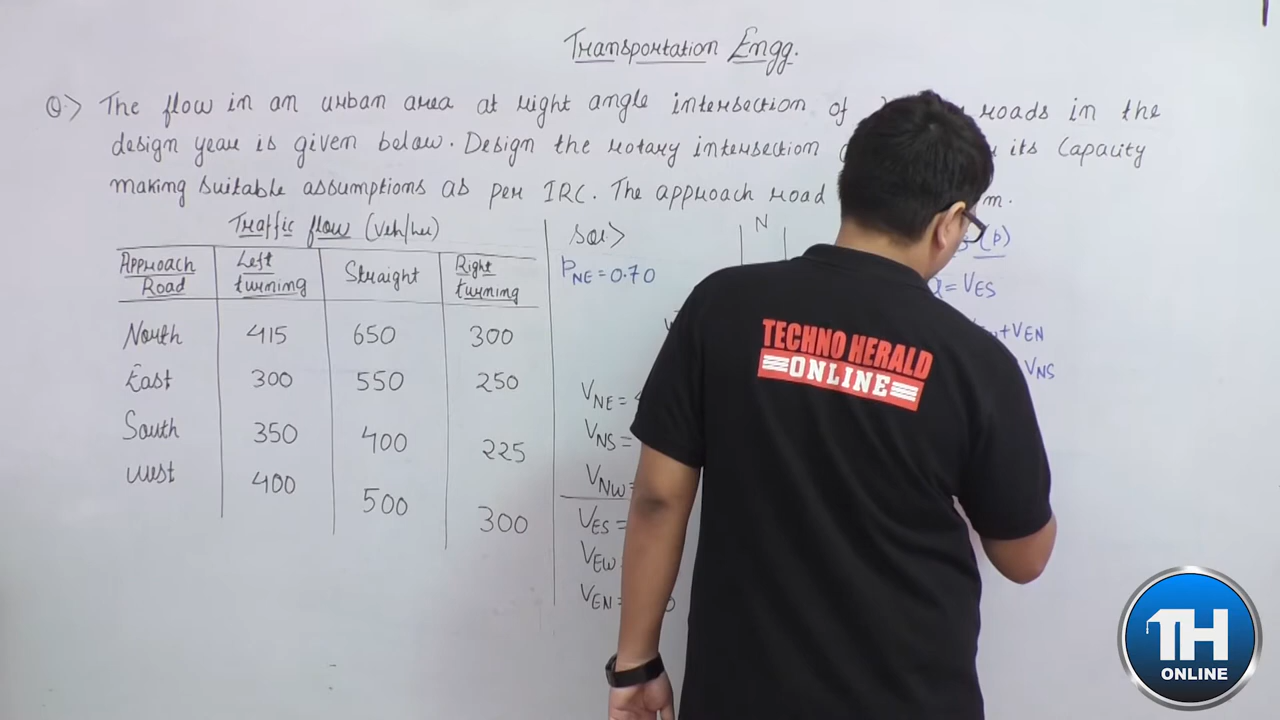 Transportation Engg.
Q.> The flow in an urban area at right angle intersection of roads in the
design year is given below. Design the rotary intersection its Capacity
making suitable assumptions as per IRC. The approach road m.
Traffic flow (Veh/hr)
Approach Road Left turning Straight Right turning
North 415 650 300
East 300 550 250
South 350 400 225
West 400 500 300
Sol>
PNE = 0.70
N
(p)
a = VES
+VEN
VNS
VNE = 4
VNS =
VNW =
VES =
VEW
VEN =
TECHNO HERALD
ONLINE
TH
ONLINE